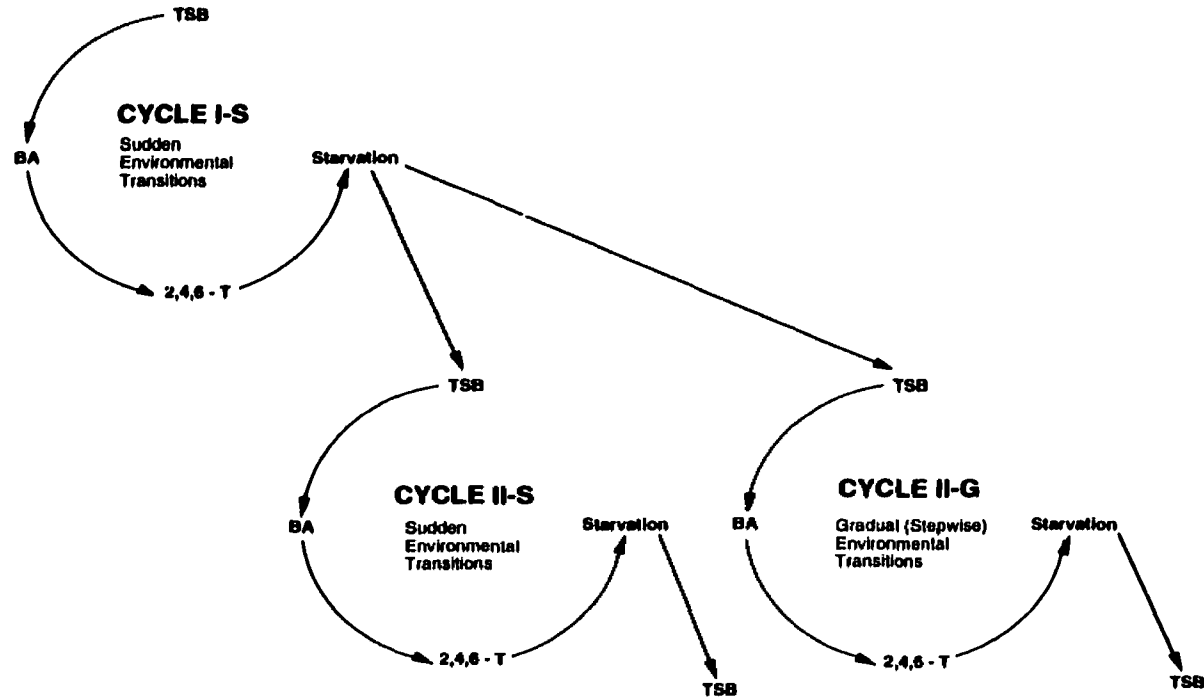 TSB
CYCLE I-S
Sudden
Environmental
Transitions
BA
Starvation
2,4,6 - T
TSB
TSB
CYCLE II-S
Sudden
Environmental
Transitions
BA
Starvation
2,4,6 - T
TSB
CYCLE II-G
Gradual (Stepwise)
Environmental
Transitions
BA
Starvation
2,4,6 - T
TSB